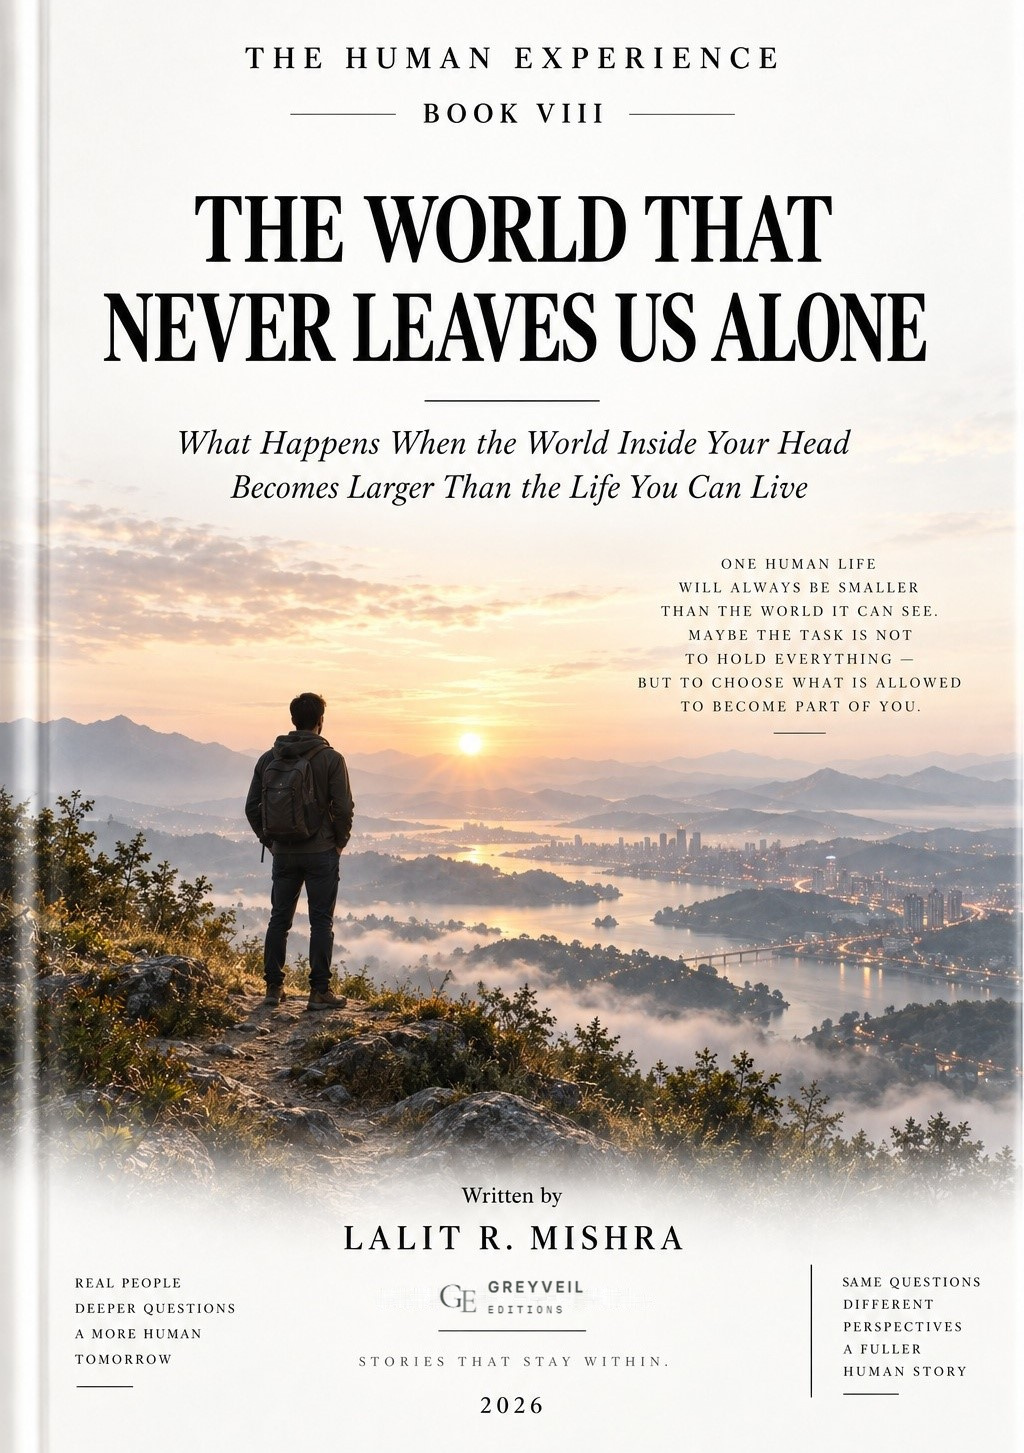 THE HUMAN EXPERIENCE
BOOK VIII
THE WORLD THAT
NEVER LEAVES US ALONE
What Happens When the World Inside Your Head
Becomes Larger Than the Life You Can Live
ONE HUMAN LIFE
WILL ALWAYS BE SMALLER
THAN THE WORLD IT CAN SEE.
MAYBE THE TASK IS NOT
TO HOLD EVERYTHING —
BUT TO CHOOSE WHAT IS ALLOWED
TO BECOME PART OF YOU.
Written by
LALIT R. MISHRA
REAL PEOPLE
DEEPER QUESTIONS
A MORE HUMAN
TOMORROW
GE GREYVEIL
EDITIONS
STORIES THAT STAY WITHIN.
2026
SAME QUESTIONS
DIFFERENT
PERSPECTIVES
A FULLER
HUMAN STORY